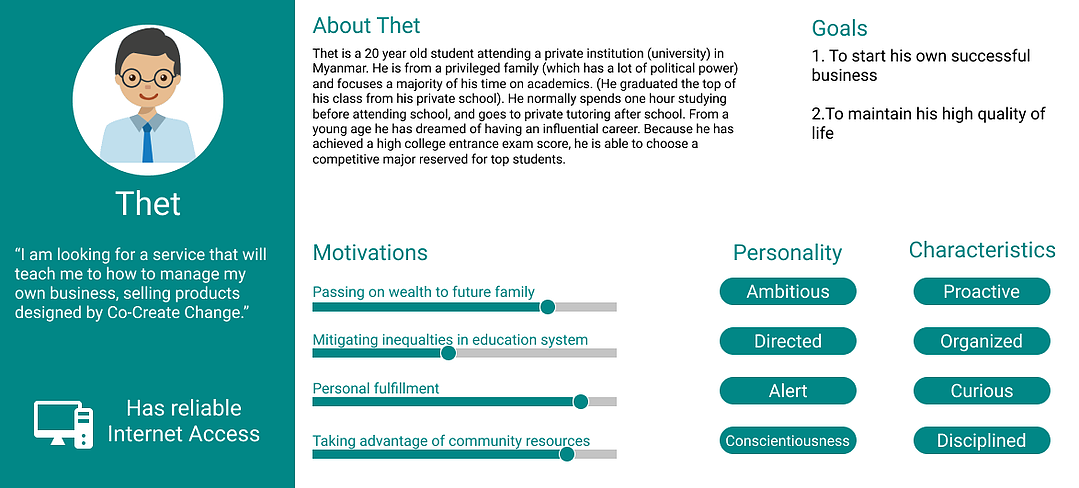 Thet
“I am looking for a service that will
teach me to how to manage my
own business, selling products
designed by Co-Create Change.”
Has reliable
Internet Access
About Thet
Thet is a 20 year old student attending a private institution (university) in
Myanmar. He is from a privileged family (which has a lot of political power)
and focuses a majority of his time on academics. (He graduated the top of
his class from his private school). He normally spends one hour studying
before attending school, and goes to private tutoring after school. From a
young age he has dreamed of having an influential career. Because he has
achieved a high college entrance exam score, he is able to choose a
competitive major reserved for top students.
Goals
1. To start his own successful
business
2.To maintain his high quality of
life
Motivations
Passing on wealth to future family
Mitigating inequalties in education system
Personal fulfillment
Taking advantage of community resources
Personality
Ambitious
Directed
Alert
Conscientiousness
Characteristics
Proactive
Organized
Curious
Disciplined